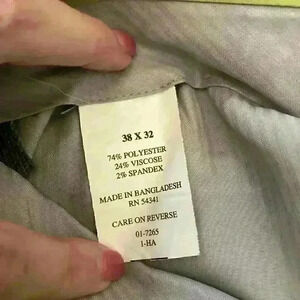 38 X 32
74% POLYESTER
24% VISCOSE
2% SPANDEX
MADE IN BANGLADESH
RN 54341
CARE ON REVERSE
01-7265
1-HA